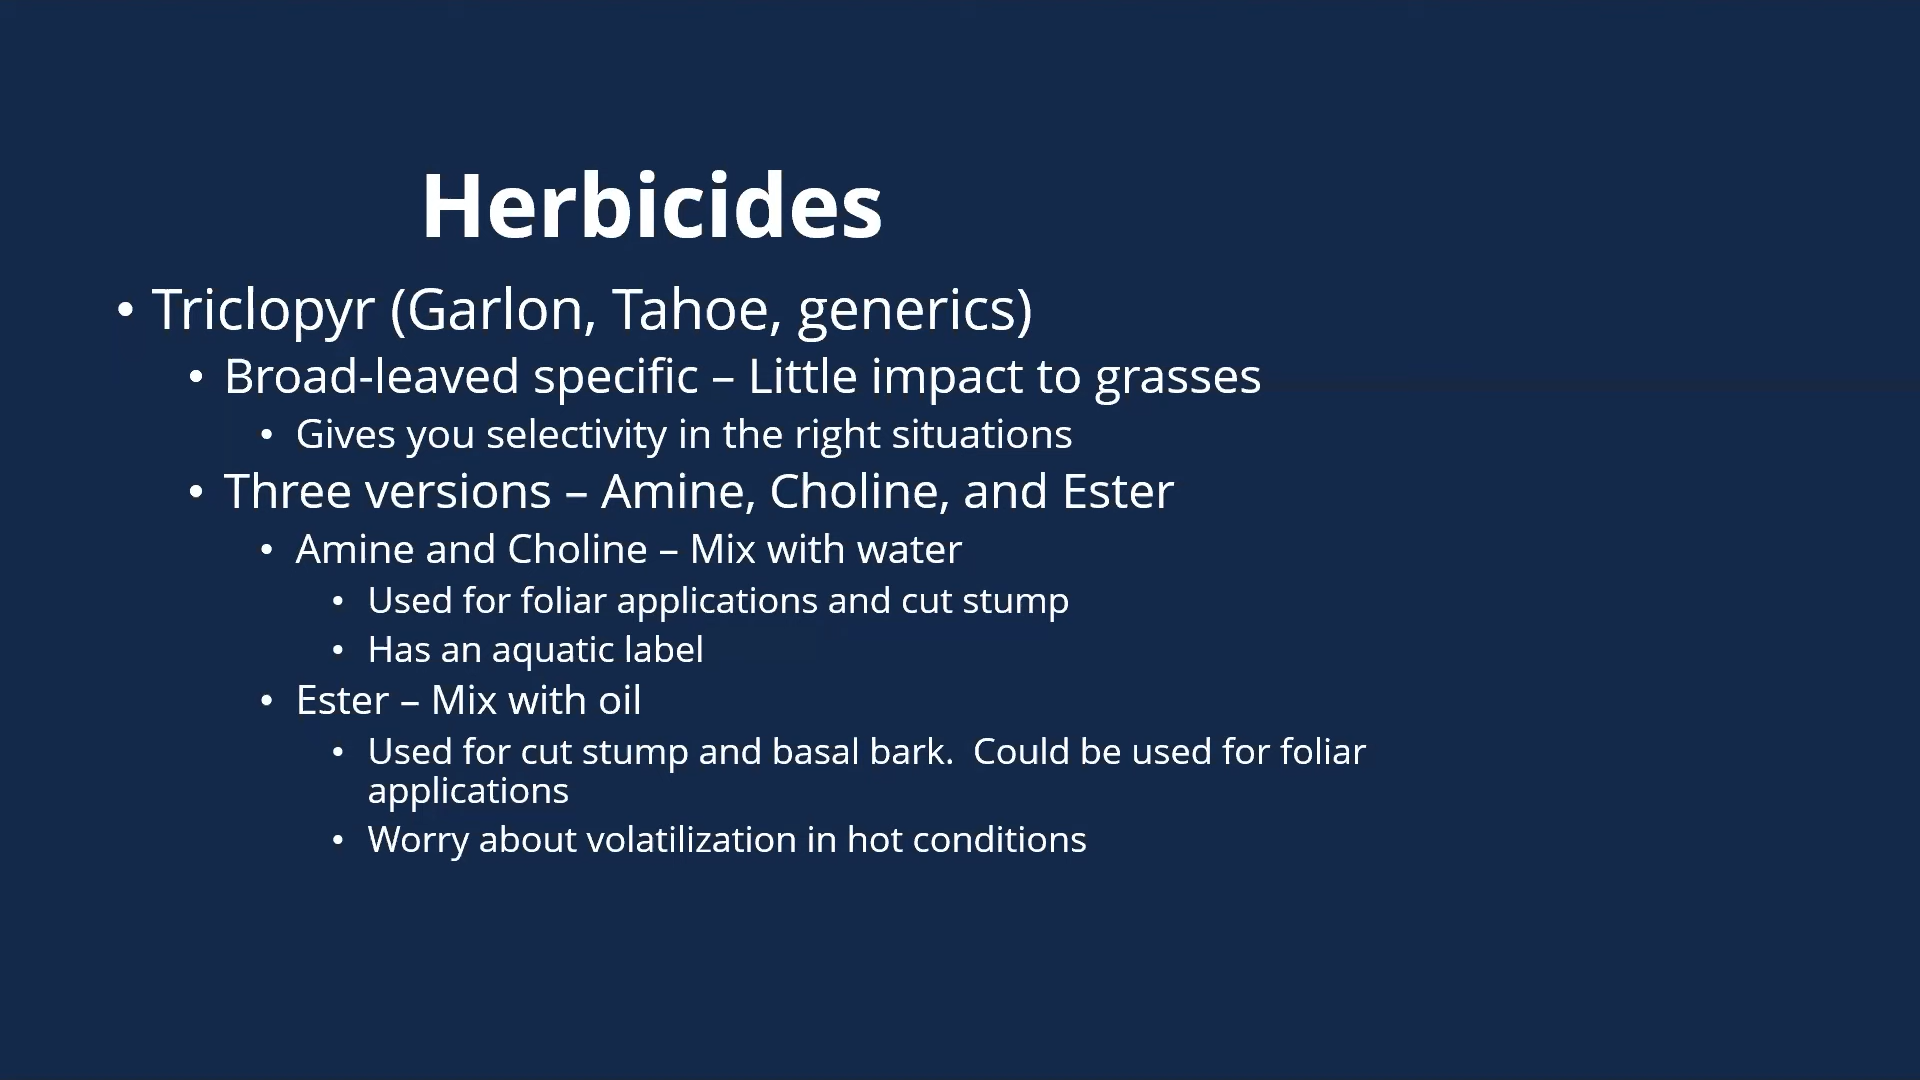 Herbicides
• Triclopyr (Garlon, Tahoe, generics)
• Broad-leaved specific – Little impact to grasses
• Gives you selectivity in the right situations
• Three versions – Amine, Choline, and Ester
• Amine and Choline – Mix with water
• Used for foliar applications and cut stump
• Has an aquatic label
• Ester – Mix with oil
• Used for cut stump and basal bark.  Could be used for foliar
applications
• Worry about volatilization in hot conditions